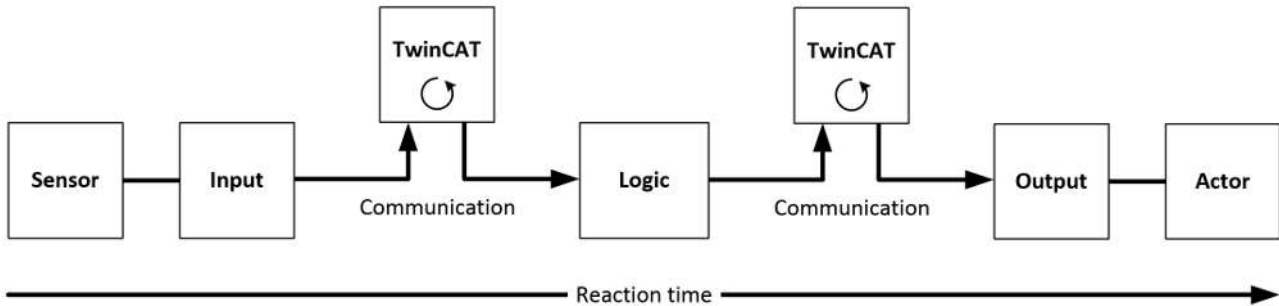 TwinCAT
TwinCAT
Sensor
Input
Logic
Output
Actor
Communication
Communication
Reaction time